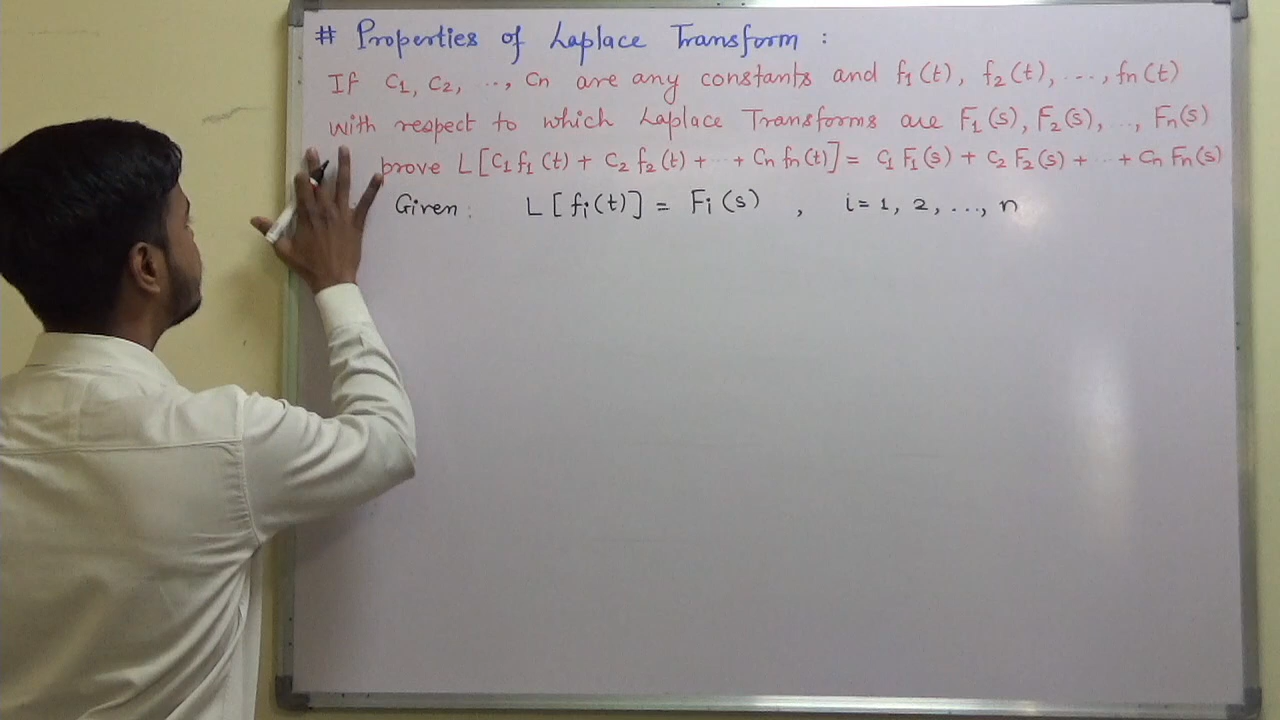 # Properties of Laplace Transform :
If C1, C2, ..., Cn are any constants and f1(t), f2(t), ..., fn(t)
with respect to which Laplace Transforms are F1(s), F2(s), ..., Fn(s)
prove L[C1f1(t) + C2 f2(t) + ... + Cn fn(t)] = C1 F1(s) + C2 F2(s) + ... + Cn Fn(s)
Given: L[fi(t)] = Fi(s) , i = 1, 2, ..., n